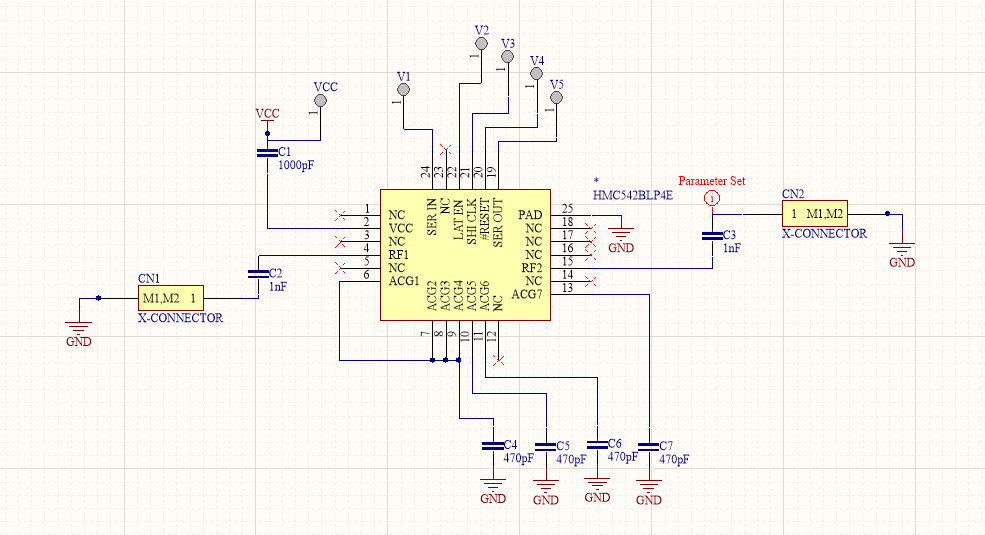 V2
V3
V4
V1
V5
VCC
1
1
1
1
1
1
VCC
C1
1000pF
24
23
22
21
20
19
*
HMC542BLP4E
Parameter Set
1
CN2
1 M1,M2
X-CONNECTOR
GND
C3
1nF
1 NC
2 VCC
3 NC
4 RF1
5 NC
6 ACG1
SER IN
NC
LAT EN
SHI CLK
#RESET
SER OUT
PAD 25
NC 18
NC 17
NC 16
RF2 15
NC 14
ACG7 13
GND
ACG2
ACG3
ACG4
ACG5
ACG6
NC
7
8
9
10
11
12
C2
1nF
CN1
M1,M2 1
X-CONNECTOR
GND
C4
470pF
GND
C5
470pF
GND
C6
470pF
GND
C7
470pF
GND